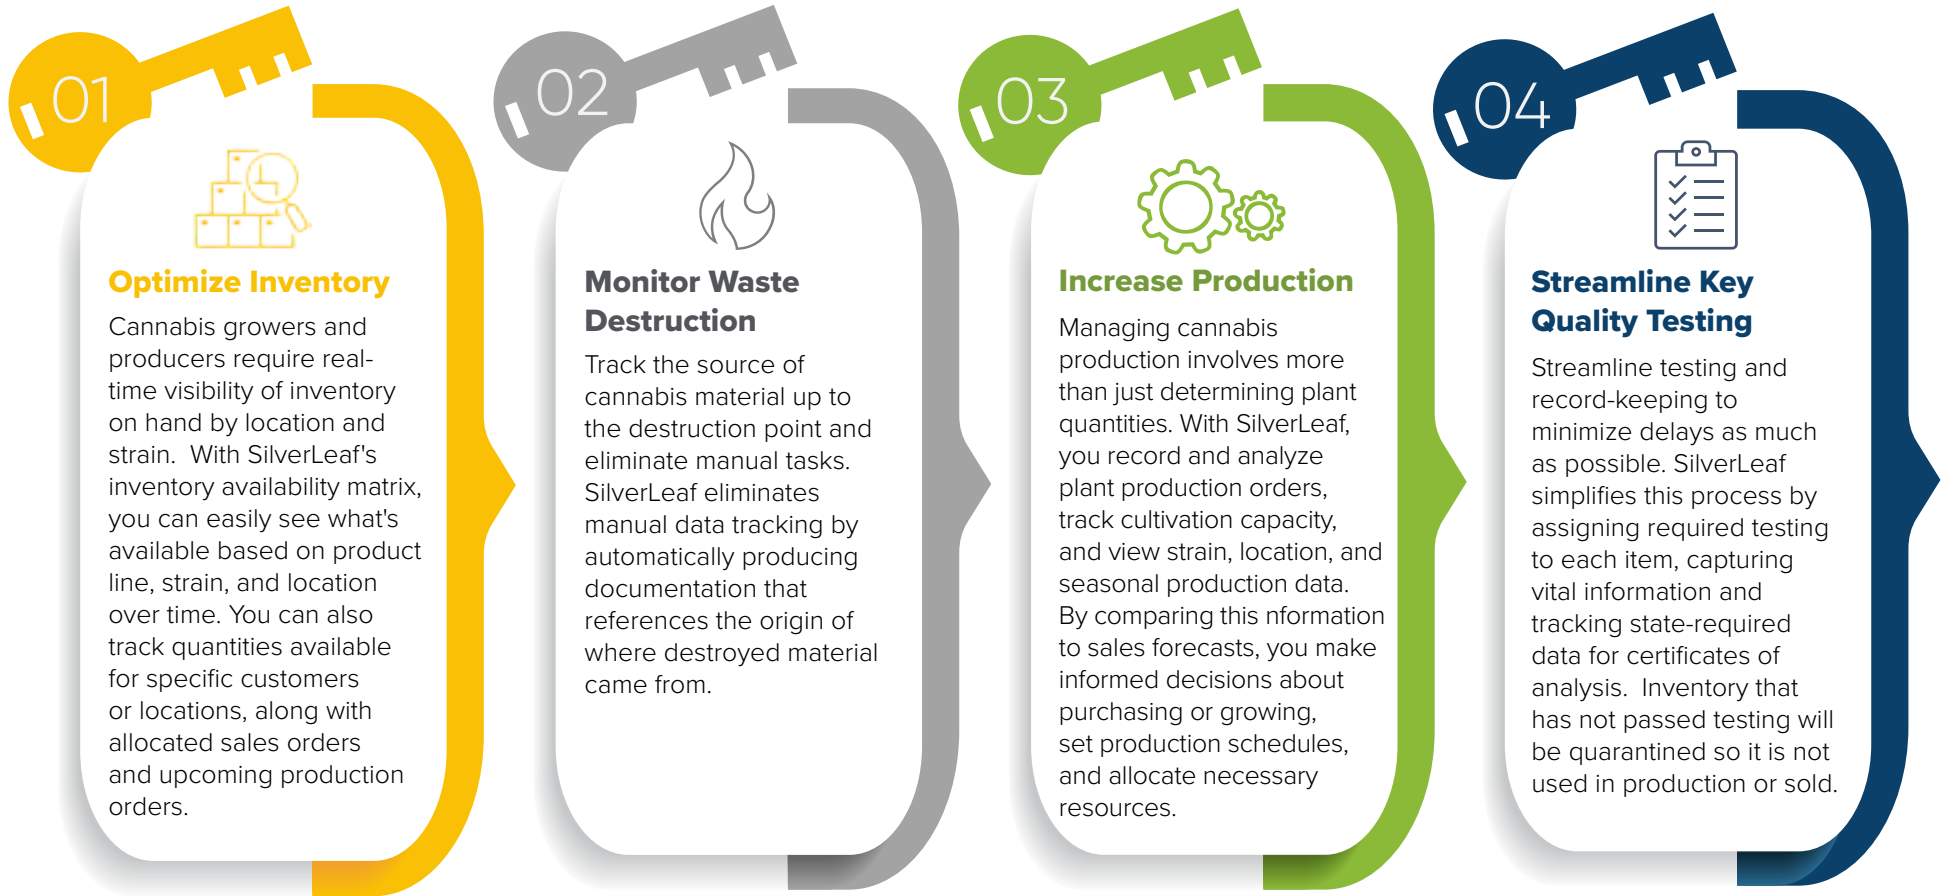 01
Optimize Inventory
Cannabis growers and
producers require real-
time visibility of inventory
on hand by location and
strain.  With SilverLeaf's
inventory availability matrix,
you can easily see what's
available based on product
line, strain, and location
over time. You can also
track quantities available
for specific customers
or locations, along with
allocated sales orders
and upcoming production
orders.
02
Monitor Waste
Destruction
Track the source of
cannabis material up to
the destruction point and
eliminate manual tasks.
SilverLeaf eliminates
manual data tracking by
automatically producing
documentation that
references the origin of
where destroyed material
came from.
03
Increase Production
Managing cannabis
production involves more
than just determining plant
quantities. With SilverLeaf,
you record and analyze
plant production orders,
track cultivation capacity,
and view strain, location, and
seasonal production data.
By comparing this nformation
to sales forecasts, you make
informed decisions about
purchasing or growing,
set production schedules,
and allocate necessary
resources.
04
Streamline Key
Quality Testing
Streamline testing and
record-keeping to
minimize delays as much
as possible. SilverLeaf
simplifies this process by
assigning required testing
to each item, capturing
vital information and
tracking state-required
data for certificates of
analysis.  Inventory that
has not passed testing will
be quarantined so it is not
used in production or sold.